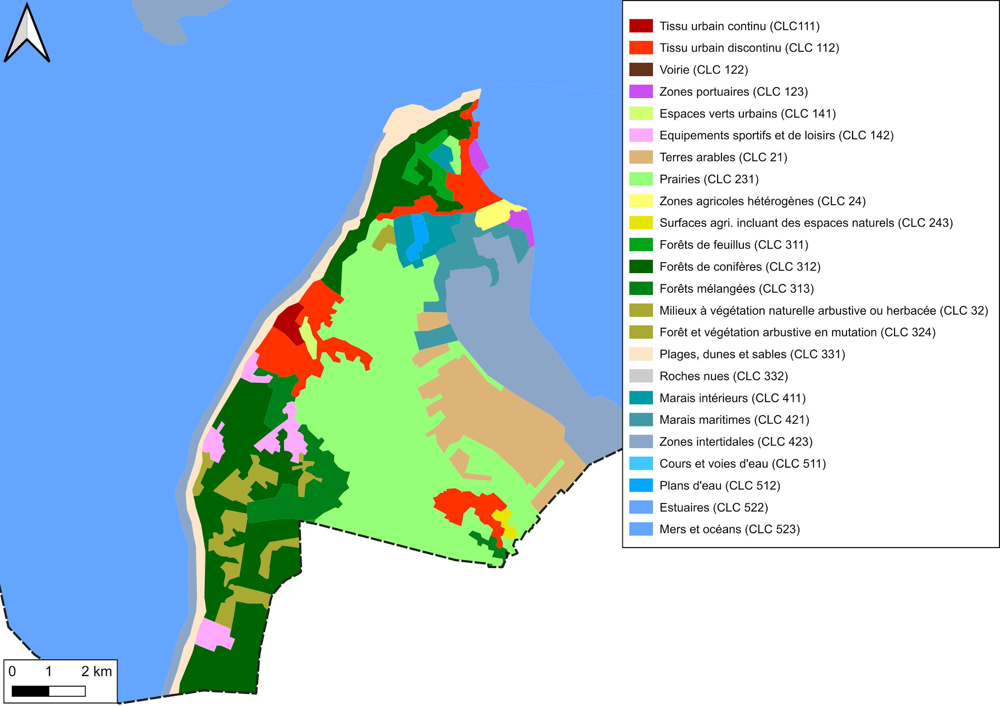 Tissu urbain continu (CLC111)
Tissu urbain discontinu (CLC 112)
Voirie (CLC 122)
Zones portuaires (CLC 123)
Espaces verts urbains (CLC 141)
Equipements sportifs et de loisirs (CLC 142)
Terres arables (CLC 21)
Prairies (CLC 231)
Zones agricoles hétérogènes (CLC 24)
Surfaces agri. incluant des espaces naturels (CLC 243)
Forêts de feuillus (CLC 311)
Forêts de conifères (CLC 312)
Forêts mélangées (CLC 313)
Milieux à végétation naturelle arbustive ou herbacée (CLC 32)
Forêt et végétation arbustive en mutation (CLC 324)
Plages, dunes et sables (CLC 331)
Roches nues (CLC 332)
Marais intérieurs (CLC 411)
Marais maritimes (CLC 421)
Zones intertidales (CLC 423)
Cours et voies d'eau (CLC 511)
Plans d'eau (CLC 512)
Estuaires (CLC 522)
Mers et océans (CLC 523)
0 1 2 km